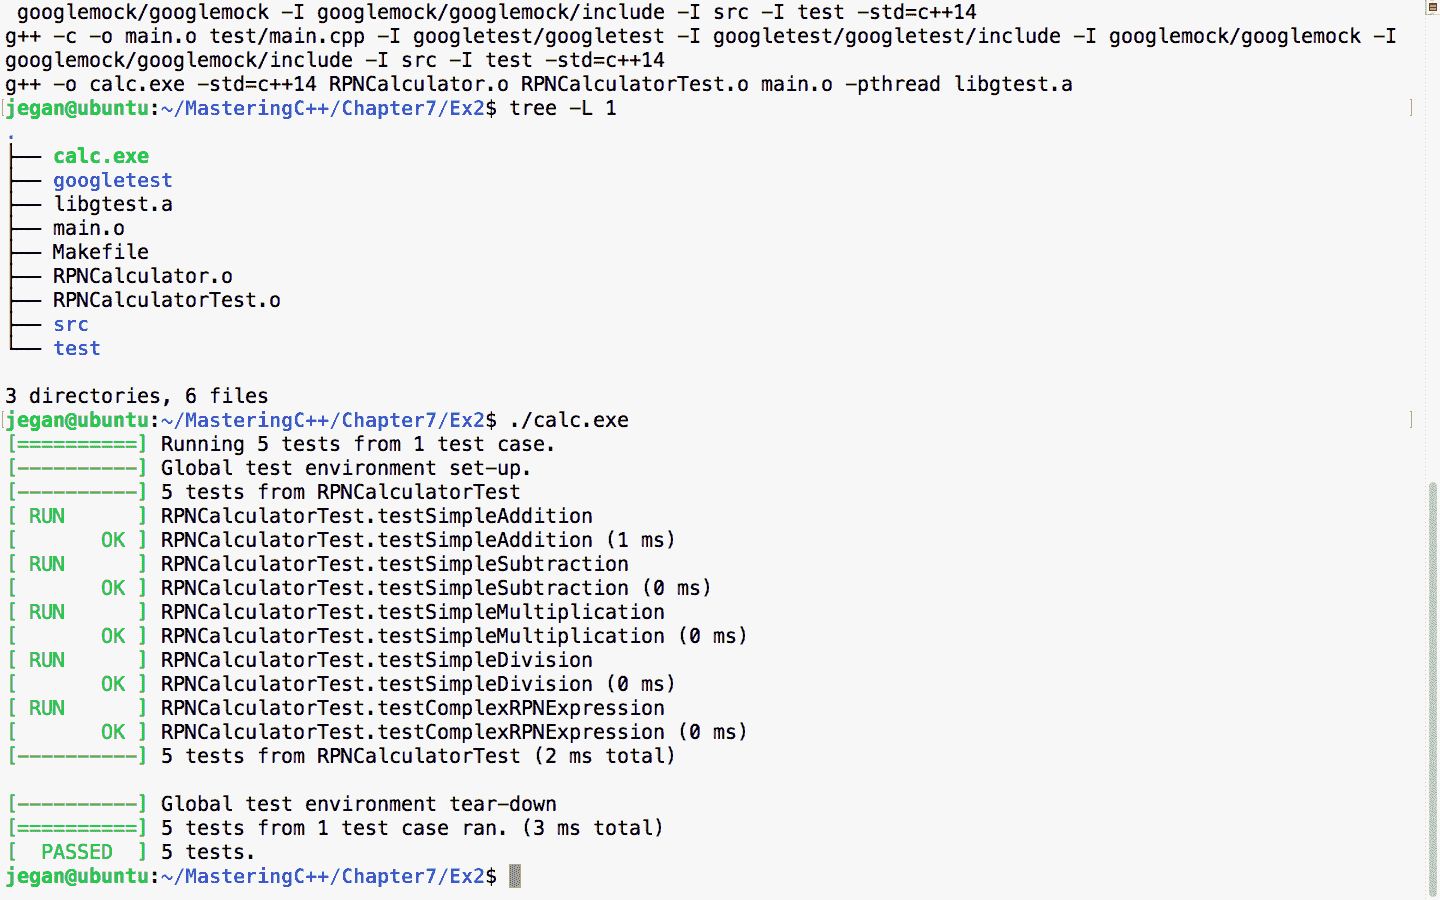 googlemock/googlemock -I googlemock/googlemock/include -I src -I test -std=c++14
g++ -c -o main.o test/main.cpp -I googletest/googletest -I googletest/googletest/include -I googlemock/googlemock -I
googlemock/googlemock/include -I src -I test -std=c++14
g++ -o calc.exe -std=c++14 RPNCalculator.o RPNCalculatorTest.o main.o -pthread libgtest.a
[jegan@ubuntu:~/MasteringC++/Chapter7/Ex2$ tree -L 1 ]
.
├── calc.exe
├── googletest
├── libgtest.a
├── main.o
├── Makefile
├── RPNCalculator.o
├── RPNCalculatorTest.o
├── src
└── test

3 directories, 6 files
[jegan@ubuntu:~/MasteringC++/Chapter7/Ex2$ ./calc.exe ]
[==========] Running 5 tests from 1 test case.
[----------] Global test environment set-up.
[----------] 5 tests from RPNCalculatorTest
[ RUN      ] RPNCalculatorTest.testSimpleAddition
[       OK ] RPNCalculatorTest.testSimpleAddition (1 ms)
[ RUN      ] RPNCalculatorTest.testSimpleSubtraction
[       OK ] RPNCalculatorTest.testSimpleSubtraction (0 ms)
[ RUN      ] RPNCalculatorTest.testSimpleMultiplication
[       OK ] RPNCalculatorTest.testSimpleMultiplication (0 ms)
[ RUN      ] RPNCalculatorTest.testSimpleDivision
[       OK ] RPNCalculatorTest.testSimpleDivision (0 ms)
[ RUN      ] RPNCalculatorTest.testComplexRPNExpression
[       OK ] RPNCalculatorTest.testComplexRPNExpression (0 ms)
[----------] 5 tests from RPNCalculatorTest (2 ms total)

[----------] Global test environment tear-down
[==========] 5 tests from 1 test case ran. (3 ms total)
[  PASSED  ] 5 tests.
jegan@ubuntu:~/MasteringC++/Chapter7/Ex2$